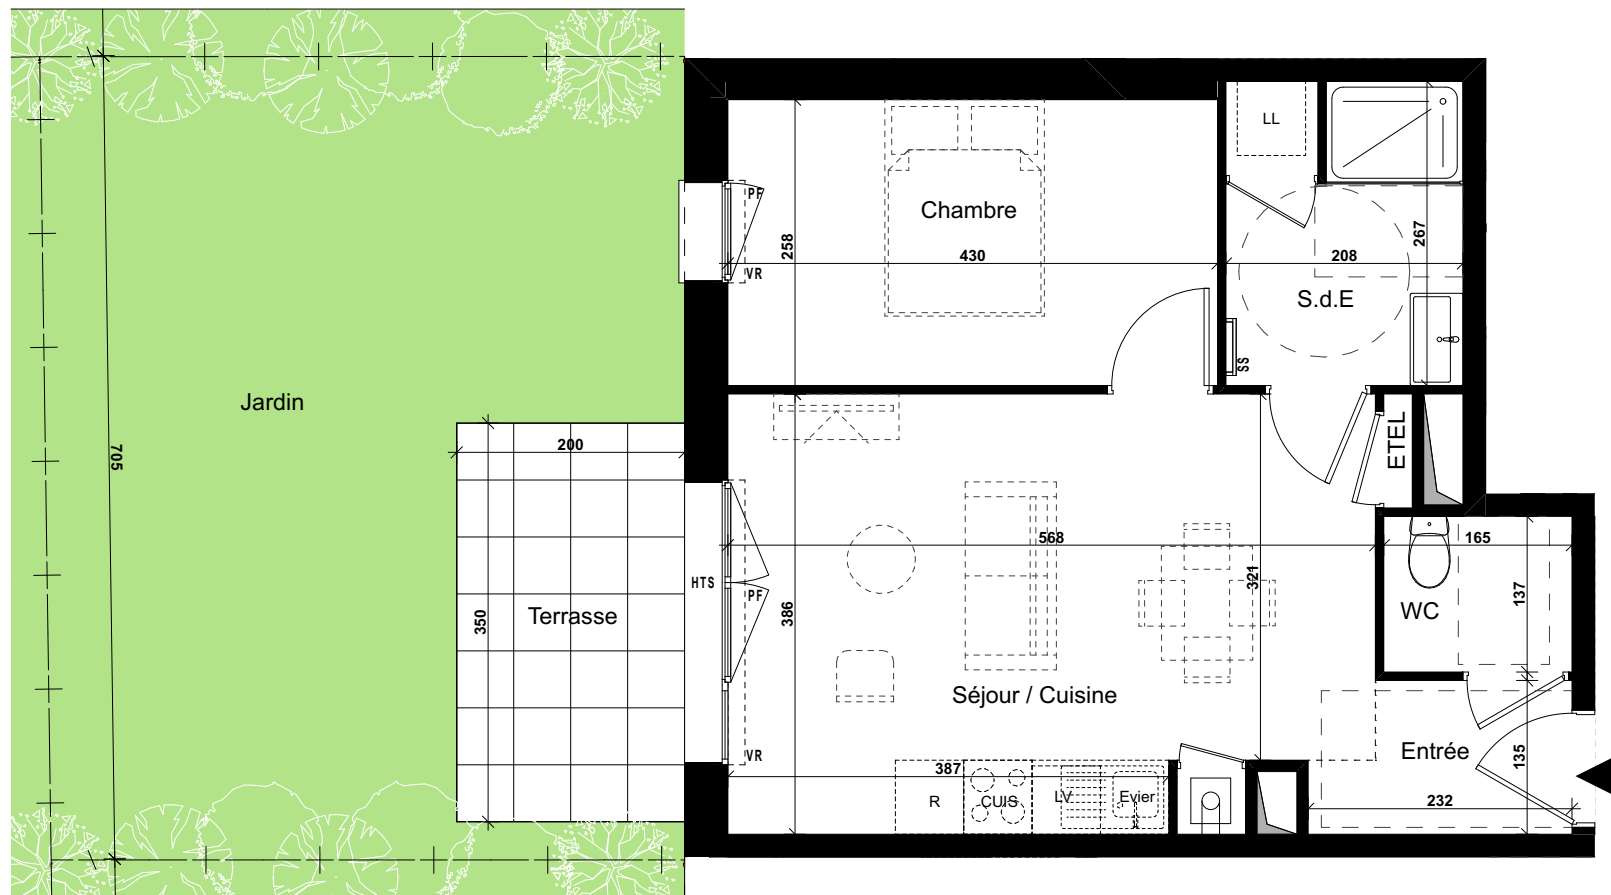 LL
PF
Chambre
258
267
430
208
VR
S.d.E
SS
Jardin
705
200
ETEL
568
165
HTS
PF
321
137
350
Terrasse
386
WC
Séjour / Cuisine
VR
Entrée
135
387
R
CUIS
LV
Evier
232